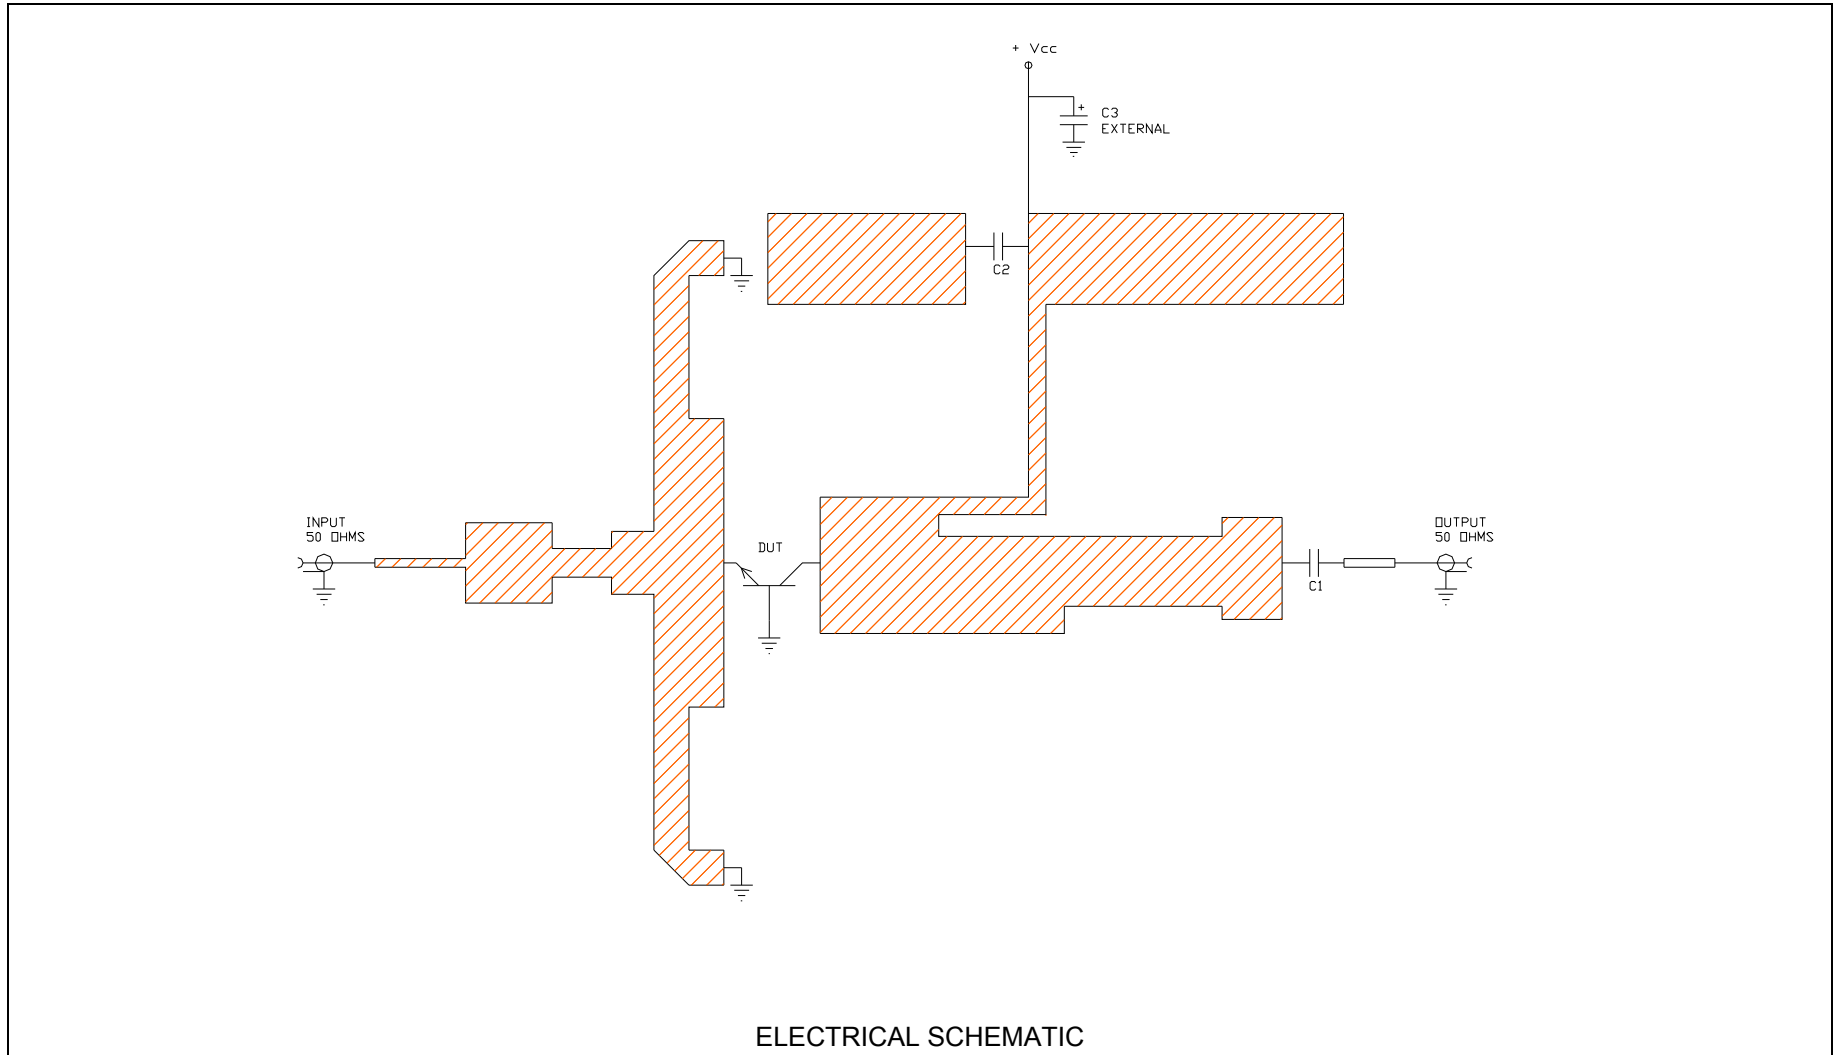 + Vcc
+
C3
EXTERNAL
C2
INPUT
50 OHMS
DUT
OUTPUT
50 OHMS
C1
ELECTRICAL SCHEMATIC